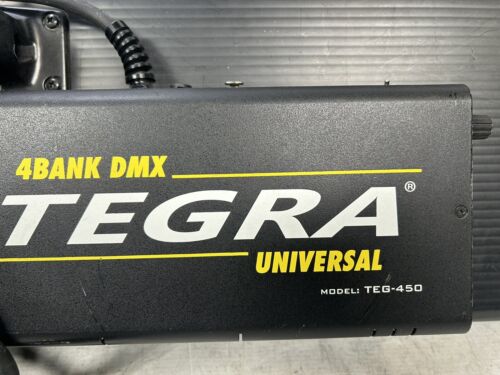 4BANK DMX
TEGRA®
UNIVERSAL
MODEL: TEG-450